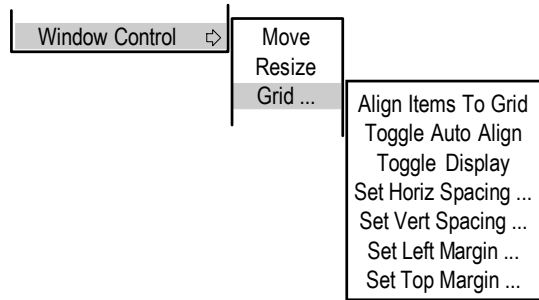 Window Control
Move
Resize
Grid ...
Align Items To Grid
Toggle Auto Align
Toggle Display
Set Horiz Spacing ...
Set Vert Spacing ...
Set Left Margin ...
Set Top Margin ...